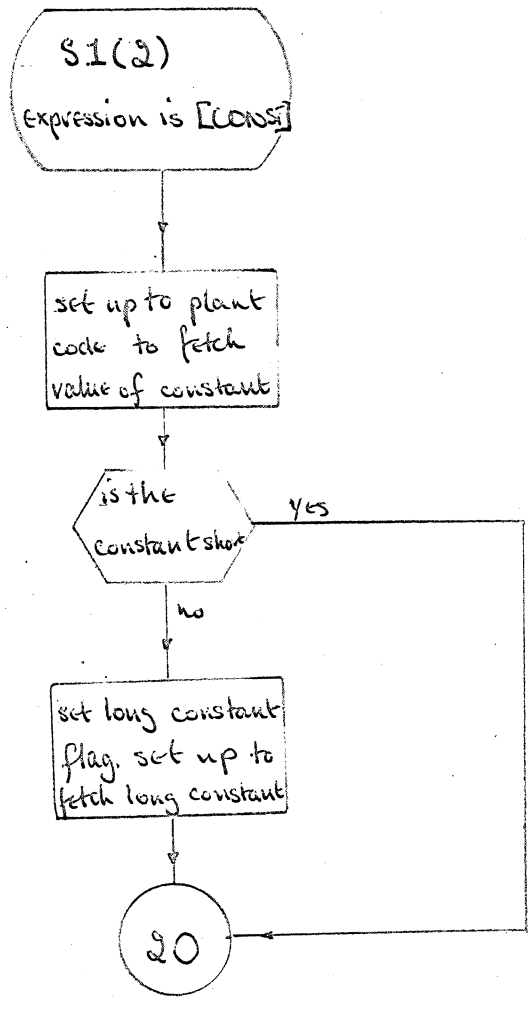 S1(2)
Expression is [CONST]
set up to plant
code to fetch
value of constant
is the
constant short
YES
no
set long constant
flag. set up to
fetch long constant
20